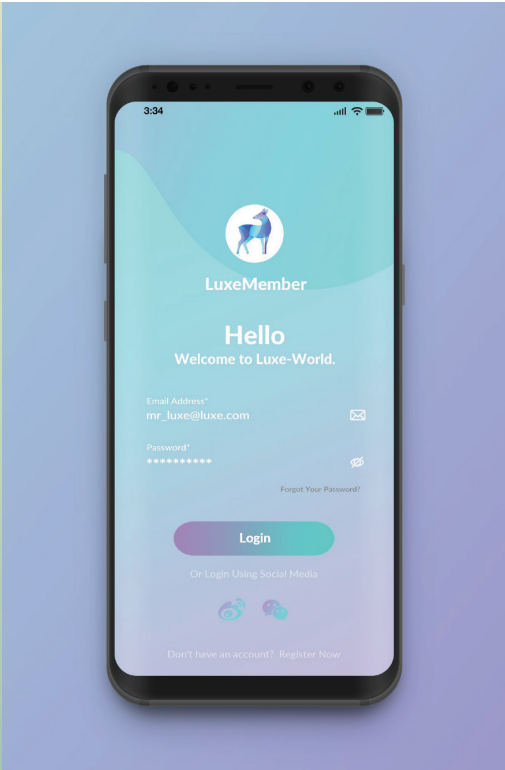 3:34
LuxeMember
Hello
Welcome to Luxe-World.
Email Address*
mr_luxe@luxe.com
Password*
**********
Forgot Your Password?
Login
Or Login Using Social Media
Don't have an account? Register Now